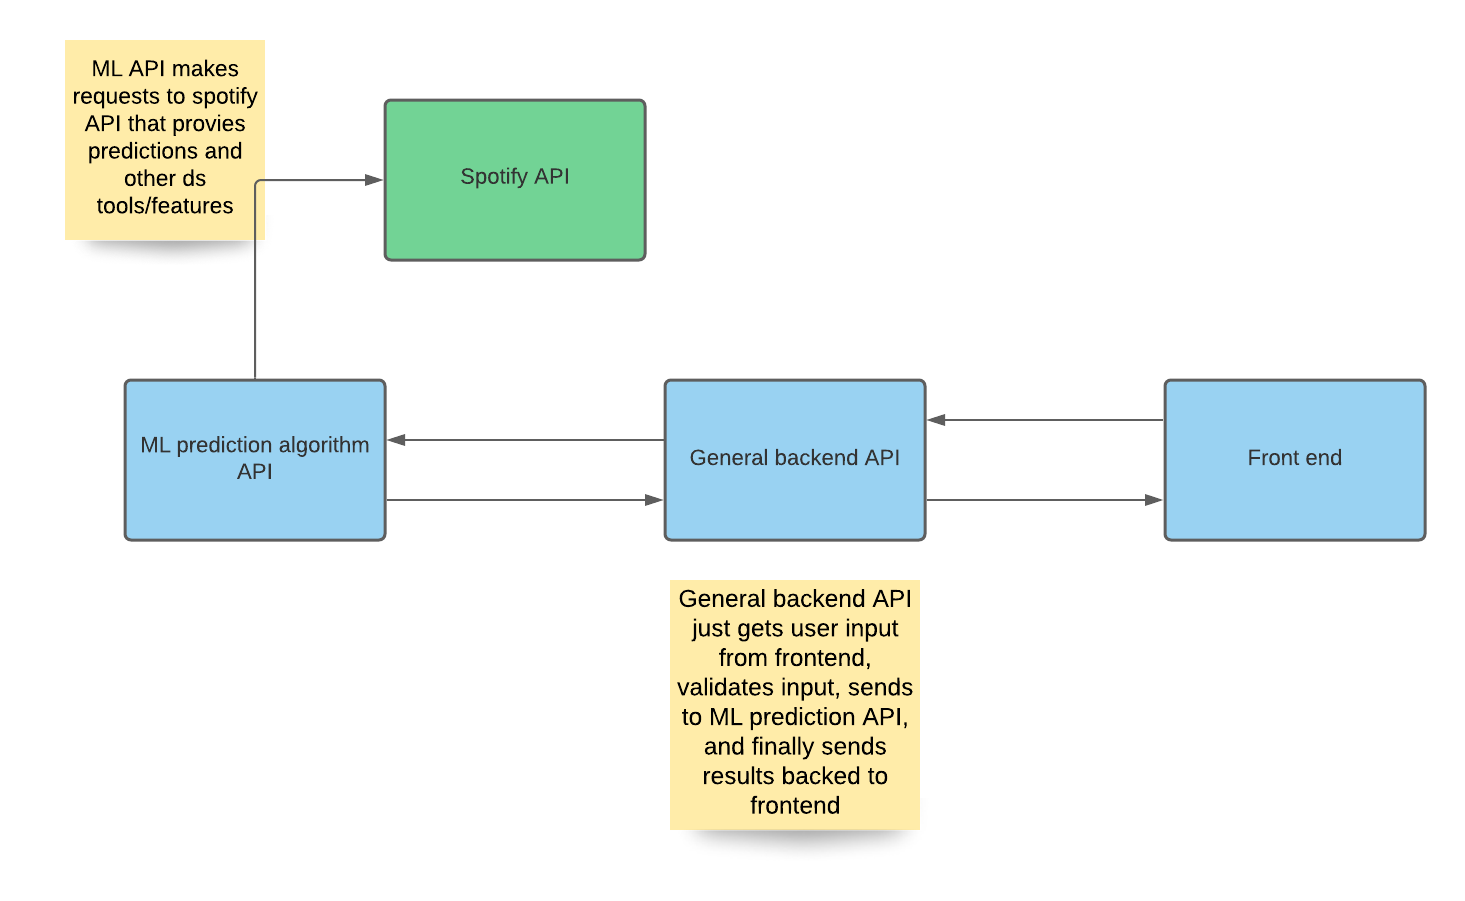 ML API makes
requests to spotify
API that provies
predictions and
other ds
tools/features
Spotify API
ML prediction algorithm
API
General backend API
Front end
General backend API
just gets user input
from frontend,
validates input, sends
to ML prediction API,
and finally sends
results backed to
frontend